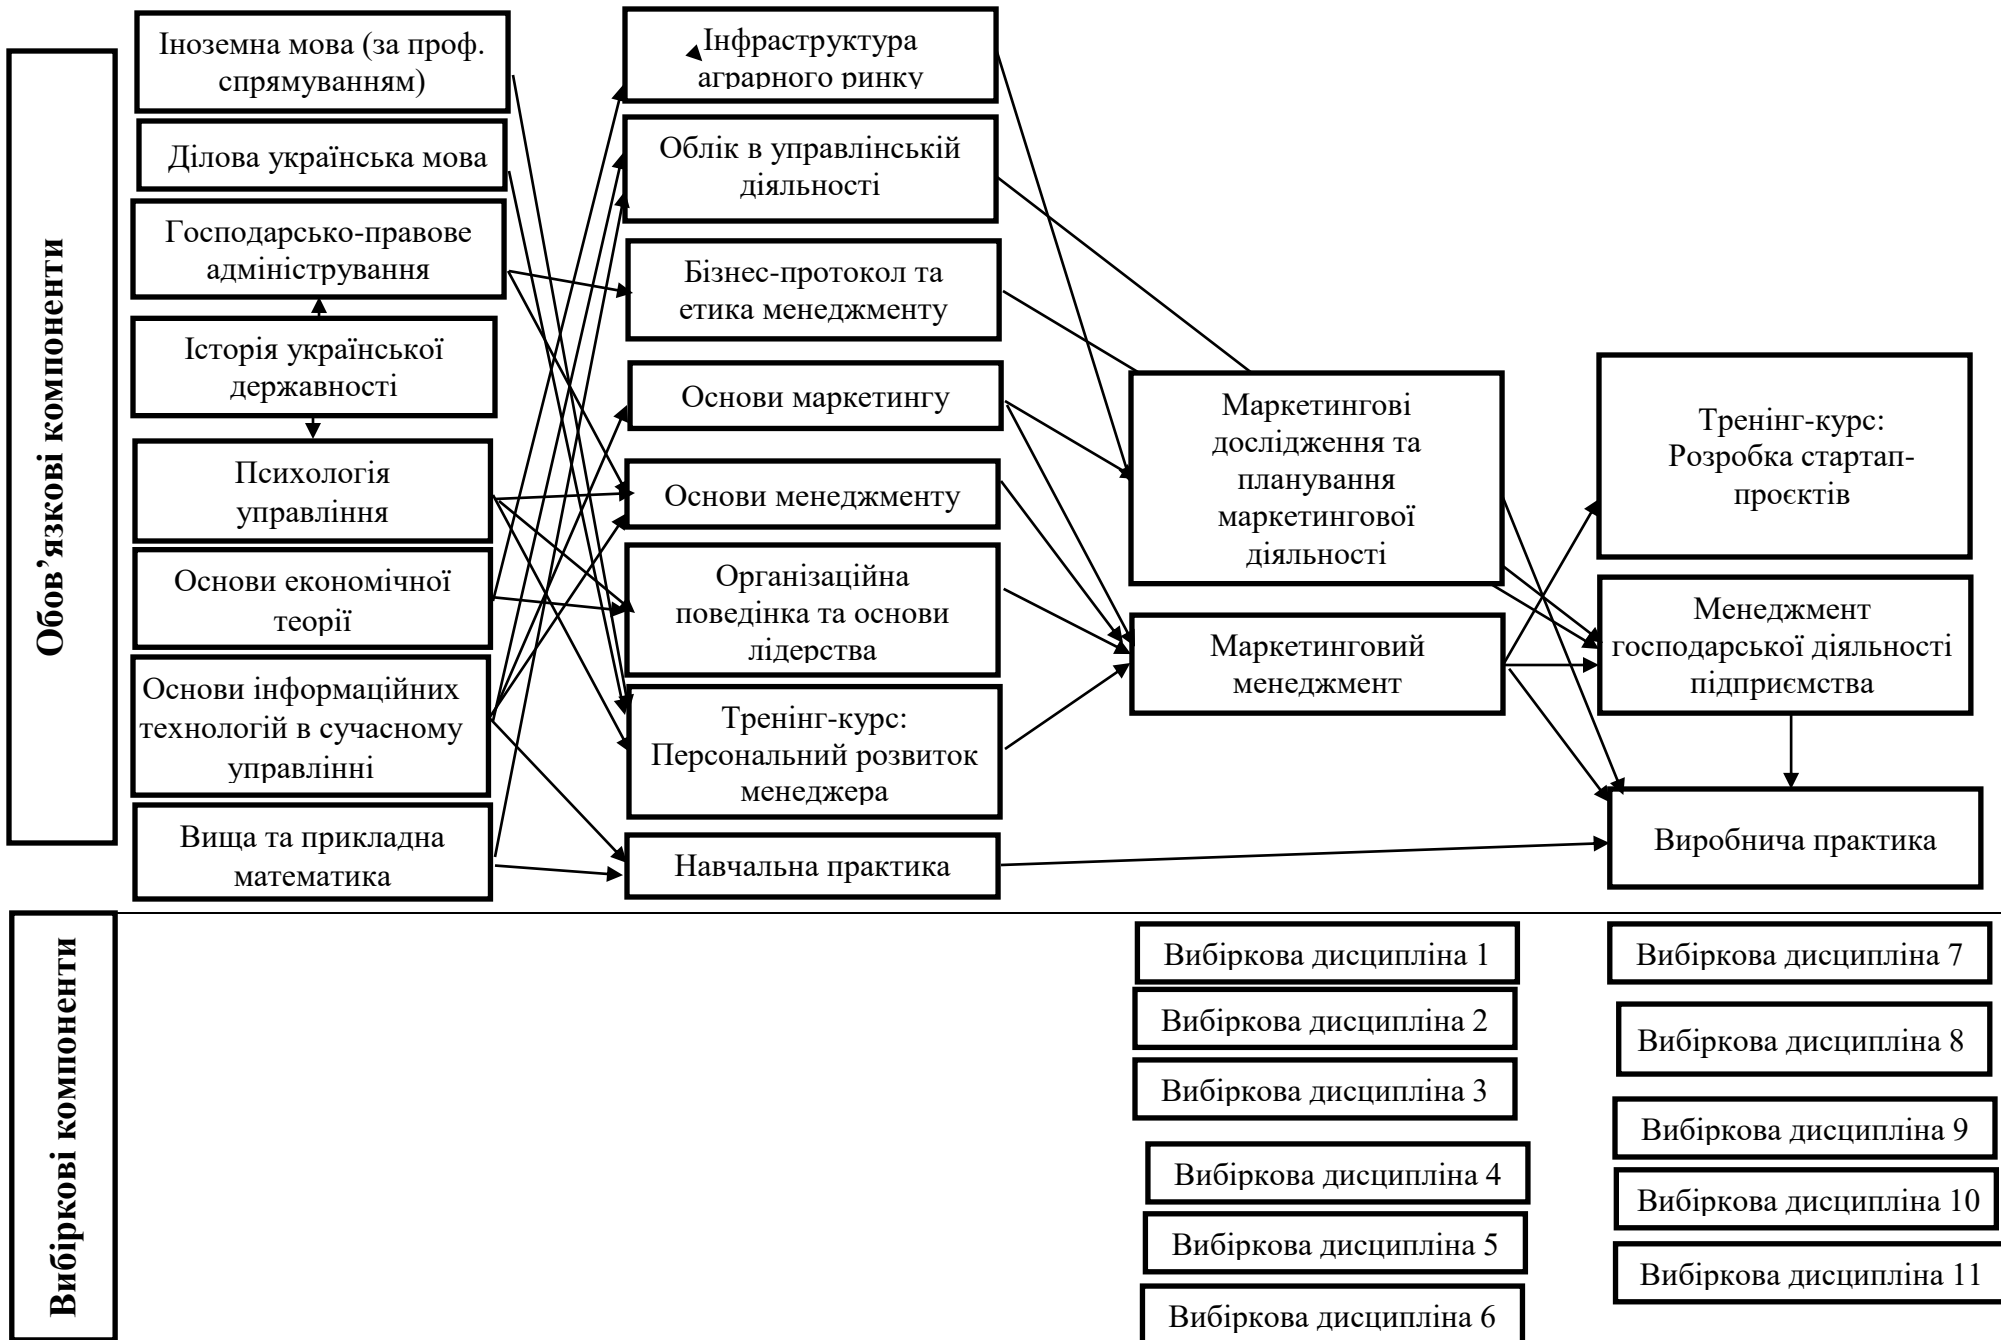 Обов’язкові компоненти
Іноземна мова (за проф.
спрямуванням)
Ділова українська мова
Господарсько-правове
адміністрування
Історія української
державності
Психологія
управління
Основи економічної
теорії
Основи інформаційних
технологій в сучасному
управлінні
Вища та прикладна
математика
Інфраструктура
аграрного ринку
Облік в управлінській
діяльності
Бізнес-протокол та
етика менеджменту
Основи маркетингу
Основи менеджменту
Організаційна
поведінка та основи
лідерства
Тренінг-курс:
Персональний розвиток
менеджера
Навчальна практика
Маркетингові
дослідження та
планування
маркетингової
діяльності
Маркетинговий
менеджмент
Тренінг-курс:
Розробка стартап-
проєктів
Менеджмент
господарської діяльності
підприємства
Виробнича практика
Вибіркові компоненти
Вибіркова дисципліна 1
Вибіркова дисципліна 2
Вибіркова дисципліна 3
Вибіркова дисципліна 4
Вибіркова дисципліна 5
Вибіркова дисципліна 6
Вибіркова дисципліна 7
Вибіркова дисципліна 8
Вибіркова дисципліна 9
Вибіркова дисципліна 10
Вибіркова дисципліна 11